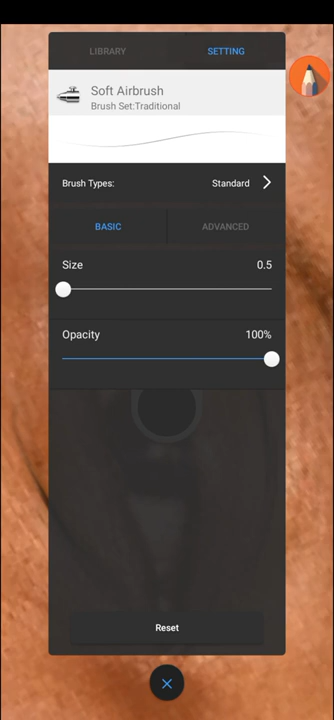 LIBRARY SETTING
Soft Airbrush
Brush Set:Traditional
Brush Types: Standard
BASIC ADVANCED
Size 0.5
Opacity 100%
Reset